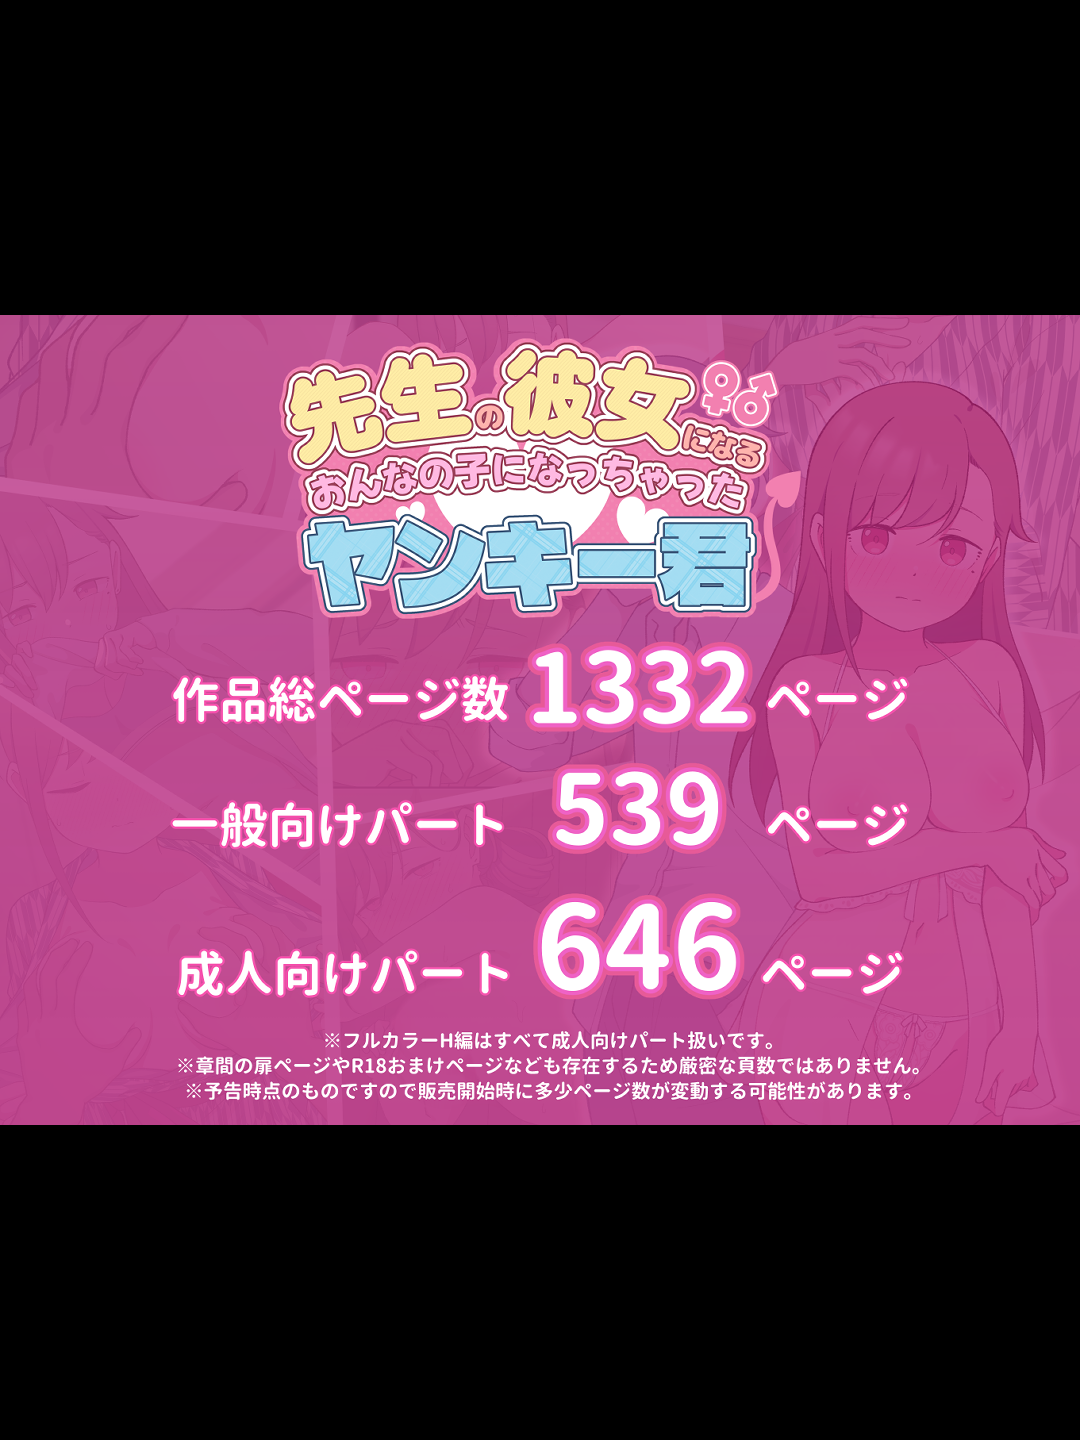 先生の彼女になる
おんなの子になっちゃった
ヤンキー君
作品総ページ数 1332 ページ
一般向けパート 539 ページ
成人向けパート 646 ページ
※フルカラーH編はすべて成人向けパート扱いです。
※章間の扉ページやR18おまけページなども存在するため厳密な頁数ではありません。
※予告時点のものですので販売開始時に多少ページ数が変動する可能性があります。